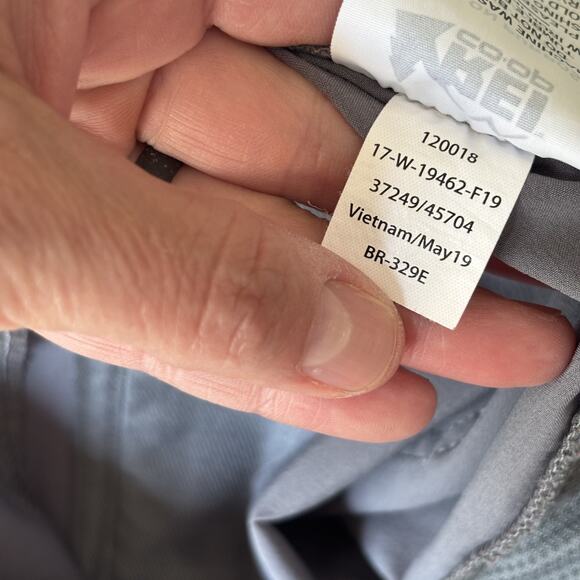 co·op
REI
120018
17-W-19462-F19
37249/45704
Vietnam/May19
BR-329E